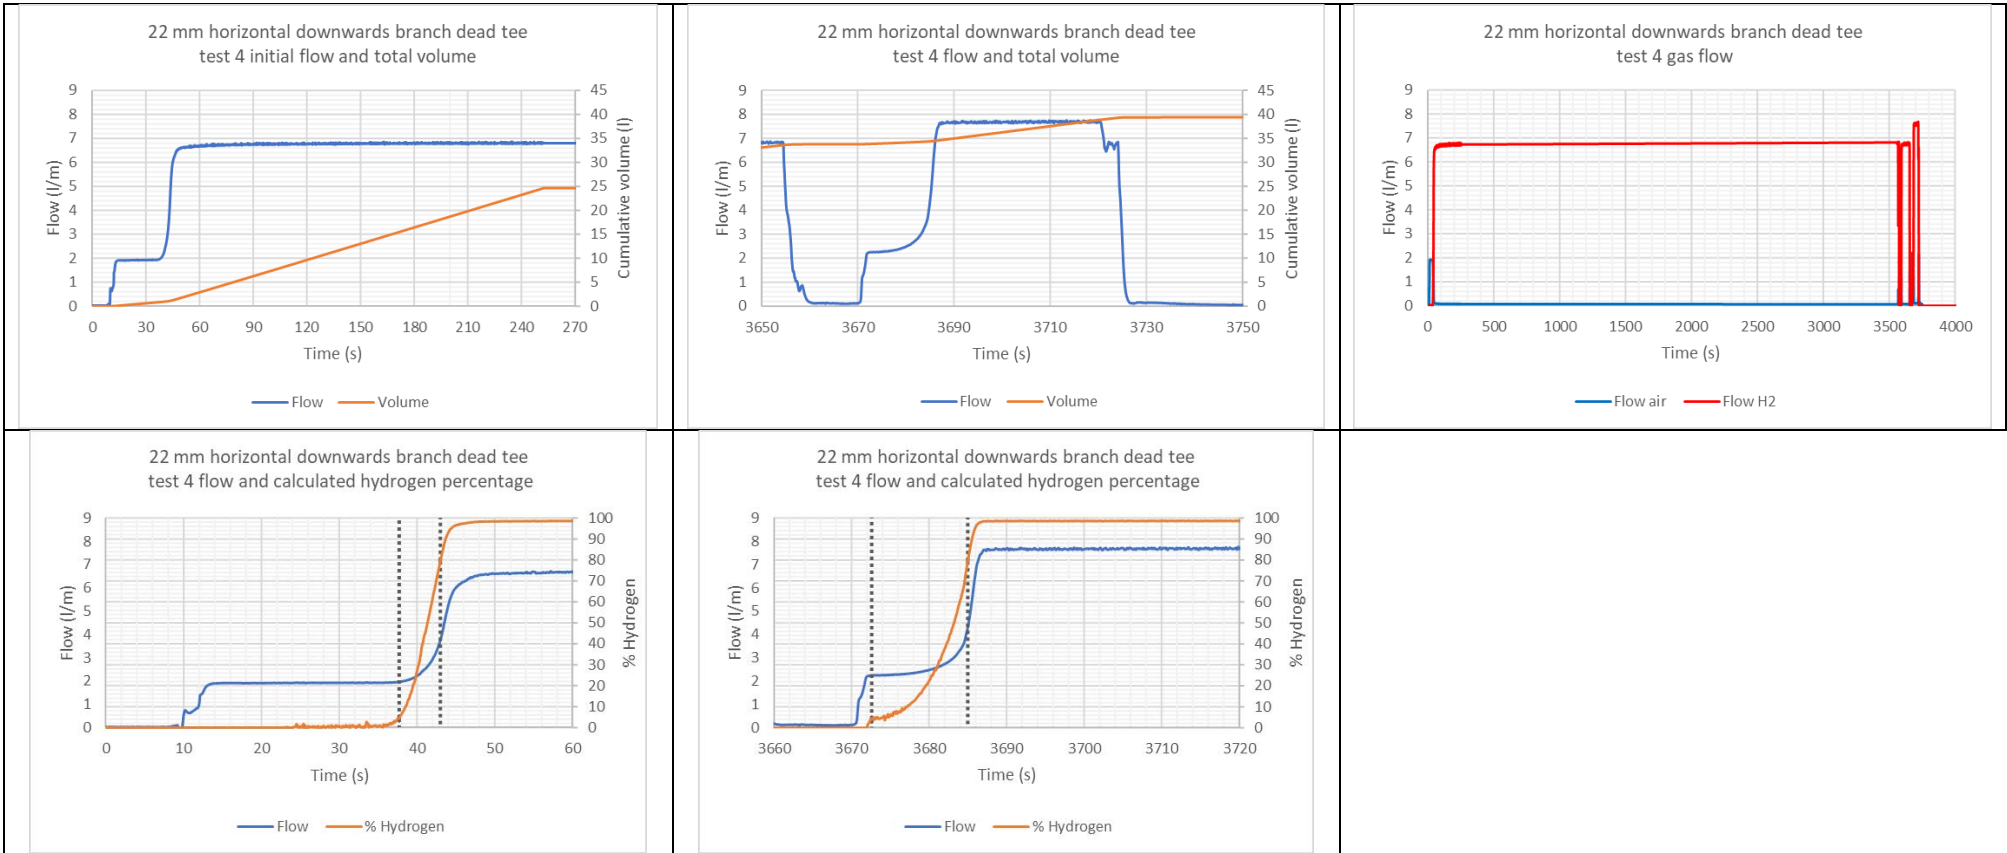 22 mm horizontal downwards branch dead tee
test 4 initial flow and total volume
9 8 7 6 5 4 3 2 1 0
Flow (l/m)
45 40 35 30 25 20 15 10 5 0
Cumulative volume (l)
0 30 60 90 120 150 180 210 240 270
Time (s)
Flow Volume
22 mm horizontal downwards branch dead tee
test 4 flow and total volume
9 8 7 6 5 4 3 2 1 0
Flow (l/m)
45 40 35 30 25 20 15 10 5 0
Cumulative volume (l)
3650 3670 3690 3710 3730 3750
Time (s)
Flow Volume
22 mm horizontal downwards branch dead tee
test 4 gas flow
9 8 7 6 5 4 3 2 1 0
Flow (l/m)
0 500 1000 1500 2000 2500 3000 3500 4000
Time (s)
Flow air Flow H2
22 mm horizontal downwards branch dead tee
test 4 flow and calculated hydrogen percentage
9 8 7 6 5 4 3 2 1 0
Flow (l/m)
100 90 80 70 60 50 40 30 20 10 0
% Hydrogen
0 10 20 30 40 50 60
Time (s)
Flow % Hydrogen
22 mm horizontal downwards branch dead tee
test 4 flow and calculated hydrogen percentage
9 8 7 6 5 4 3 2 1 0
Flow (l/m)
100 90 80 70 60 50 40 30 20 10 0
% Hydrogen
3660 3670 3680 3690 3700 3710 3720
Time (s)
Flow % Hydrogen